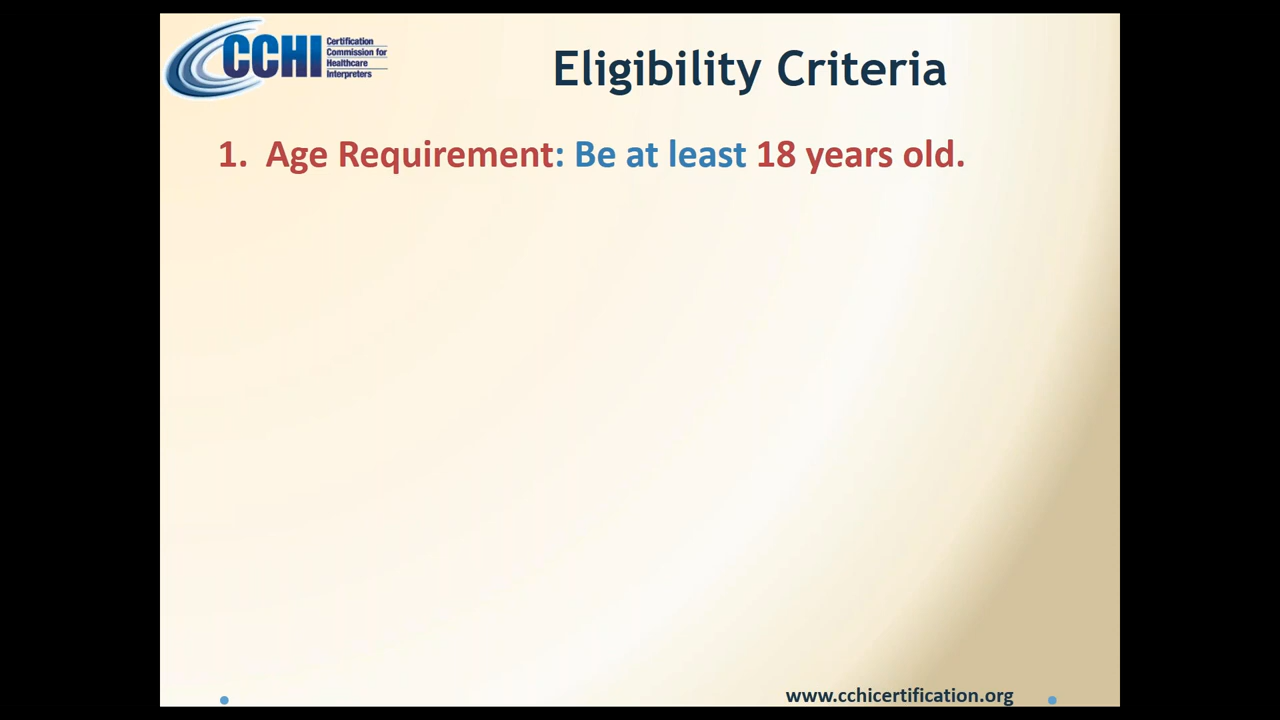 CCHI
Certification
Commission for
Healthcare
Interpreters
Eligibility Criteria
1. Age Requirement: Be at least 18 years old.
www.cchicertification.org